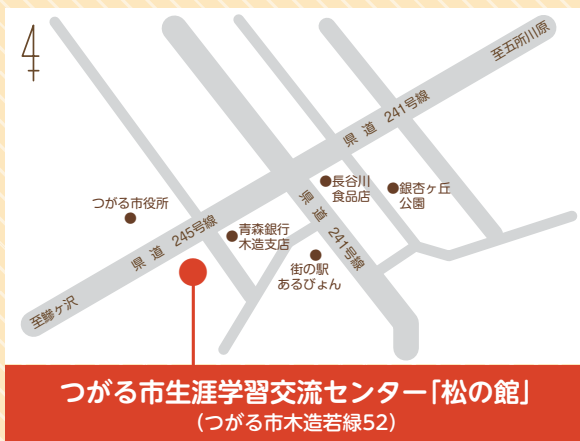 至五所川原
県道 241号線
長谷川
食品店
銀杏ヶ丘
公園
つがる市役所
県道 245号線
青森銀行
木造支店
県道 241号線
街の駅
あるびょん
至鰺ヶ沢
つがる市生涯学習交流センター「松の館」
(つがる市木造若緑52)